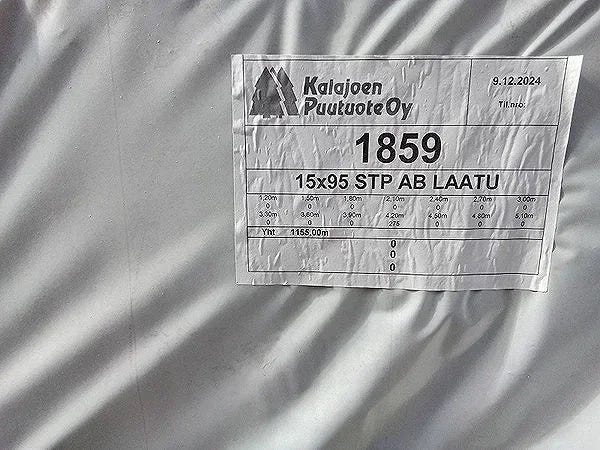 Kalajoen
Puutuote Oy
9.12.2024
Til.nro:
1859
15x95 STP AB LAATU
1,20m 1,50m 1,80m 2,10m 2,40m 2,70m 3,00m
0 0 0 0 0 0 0
3,30m 3,60m 3,90m 4,20m 4,50m 4,80m 5,10m
0 0 0 275 0 0 0
Yht 1155,00m
0
0
0